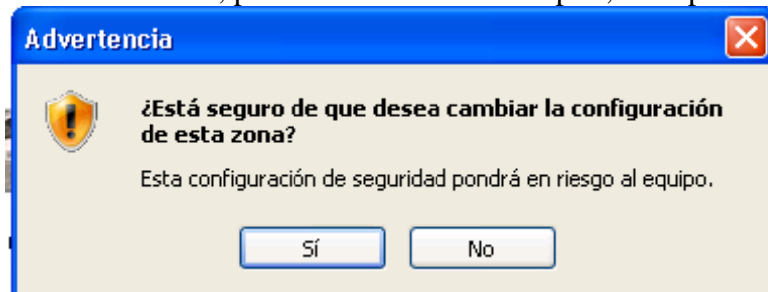 Advertencia
¿Está seguro de que desea cambiar la configuración
de esta zona?
Esta configuración de seguridad pondrá en riesgo al equipo.
Sí No